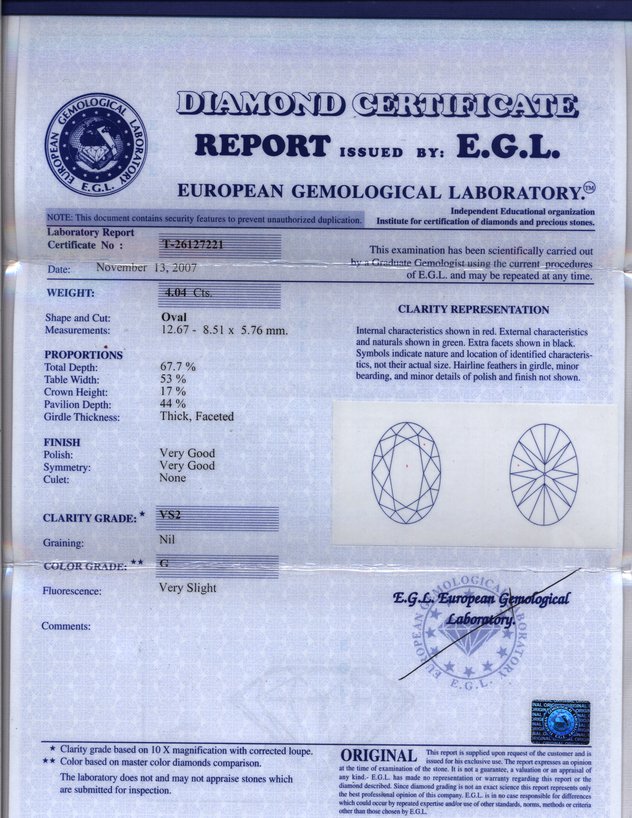 EUROPEAN GEMOLOGICAL LABORATORY
E.G.L.
DIAMOND CERTIFICATE
REPORT ISSUED BY: E.G.L.
EUROPEAN GEMOLOGICAL LABORATORY.™
NOTE: This document contains security features to prevent unauthorized duplication.
Independent Educational organization
Institute for certification of diamonds and precious stones.
Laboratory Report
Certificate No : T-26127221
Date: November 13, 2007
This examination has been scientifically carried out
by a Graduate Gemologist using the current procedures
of E.G.L. and may be repeated at any time.
WEIGHT: 4.04 Cts.
Shape and Cut: Oval
Measurements: 12.67 - 8.51 x 5.76 mm.
PROPORTIONS
Total Depth: 67.7 %
Table Width: 53 %
Crown Height: 17 %
Pavilion Depth: 44 %
Girdle Thickness: Thick, Faceted
FINISH
Polish: Very Good
Symmetry: Very Good
Culet: None
CLARITY GRADE: * VS2
Graining: Nil
COLOR GRADE: ** G
Fluorescence: Very Slight
Comments:
CLARITY REPRESENTATION
Internal characteristics shown in red. External characteristics
and naturals shown in green. Extra facets shown in black.
Symbols indicate nature and location of identified characteris-
tics, not their actual size. Hairline feathers in girdle, minor
bearding, and minor details of polish and finish not shown.
E.G.L. European Gemological
Laboratory.
EUROPEAN GEMOLOGICAL LABORATORY
E.G.L.
* Clarity grade based on 10 X magnification with corrected loupe.
** Color based on master color diamonds comparison.
The laboratory does not and may not appraise stones which
are submitted for inspection.
ORIGINAL This report is supplied upon request of the customer and is
issued for his exclusive use. The report expresses an opinion
at the time of examination of the stone. It is not a guarantee, a valuation or an appraisal of
any kind.- E.G.L. has made no representation or warranty regarding this report or the
diamond described. Since diamond grading is not an exact science this report represents only
the best professional opinion of this company. E.G.L. is in no case responsible for differences
which could occur by repeated expertise and/or use of other standards, norms, methods or criteria
other than those chosen by E.G.L.